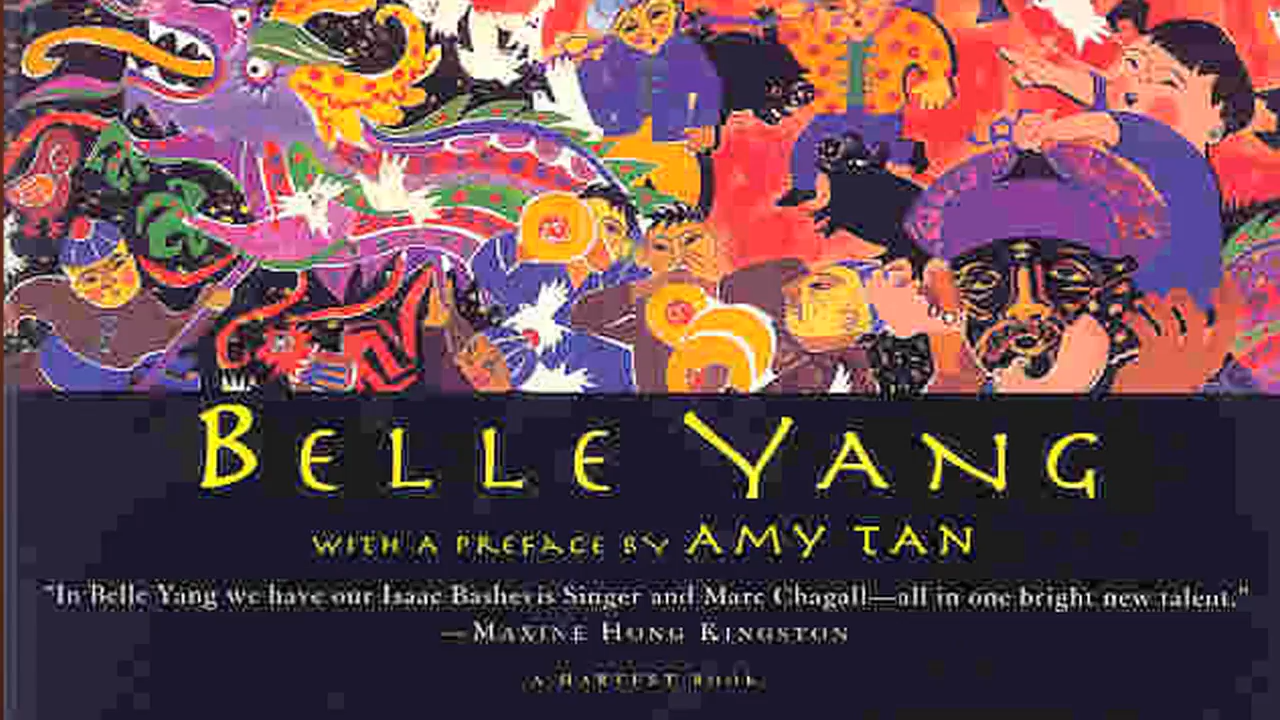 BELLE YANG
WITH A PREFACE BY AMY TAN
"In Belle Yang we have our Isaac Bashevis Singer and Marc Chagall—all in one bright new talent."
—MAXINE HONG KINGSTON
A HARVEST BOOK